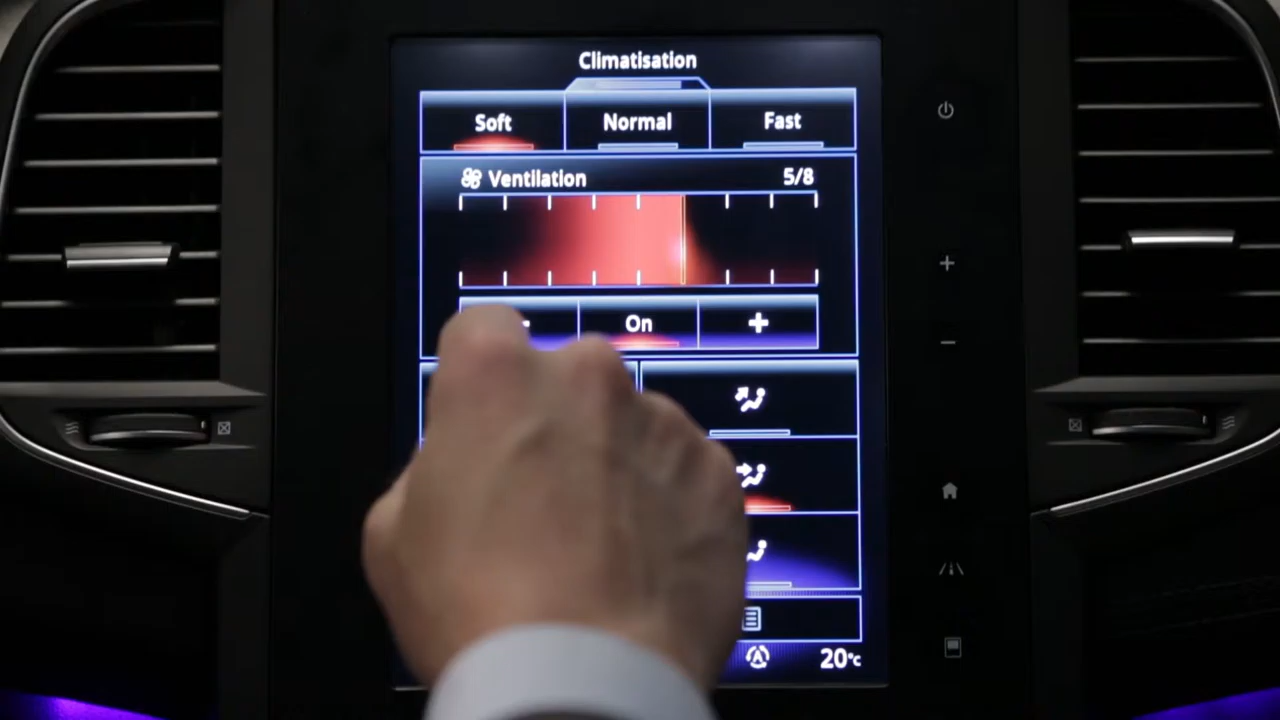 Climatisation
Soft Normal Fast
Ventilation 5/8
- On +
20°C